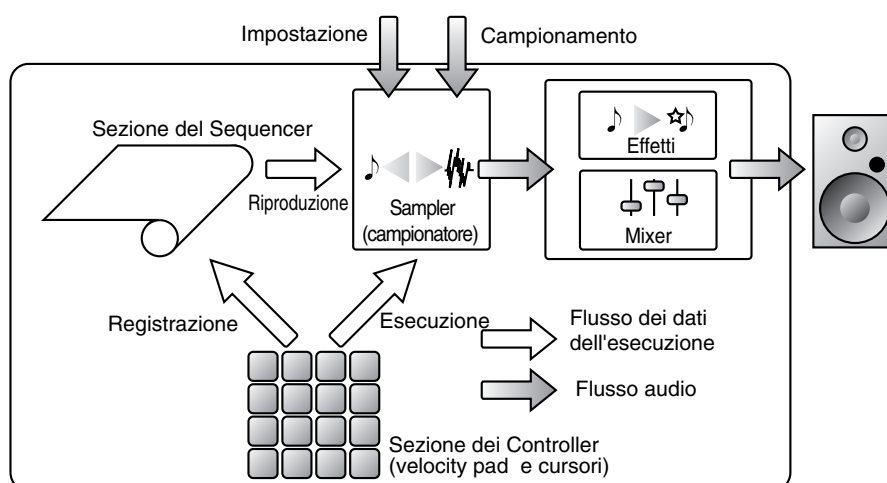 Impostazione
Campionamento
Sezione del Sequencer
Riproduzione
Sampler
(campionatore)
Effetti
Mixer
Registrazione
Esecuzione
Flusso dei dati
dell'esecuzione
Flusso audio
Sezione dei Controller
(velocity pad e cursori)